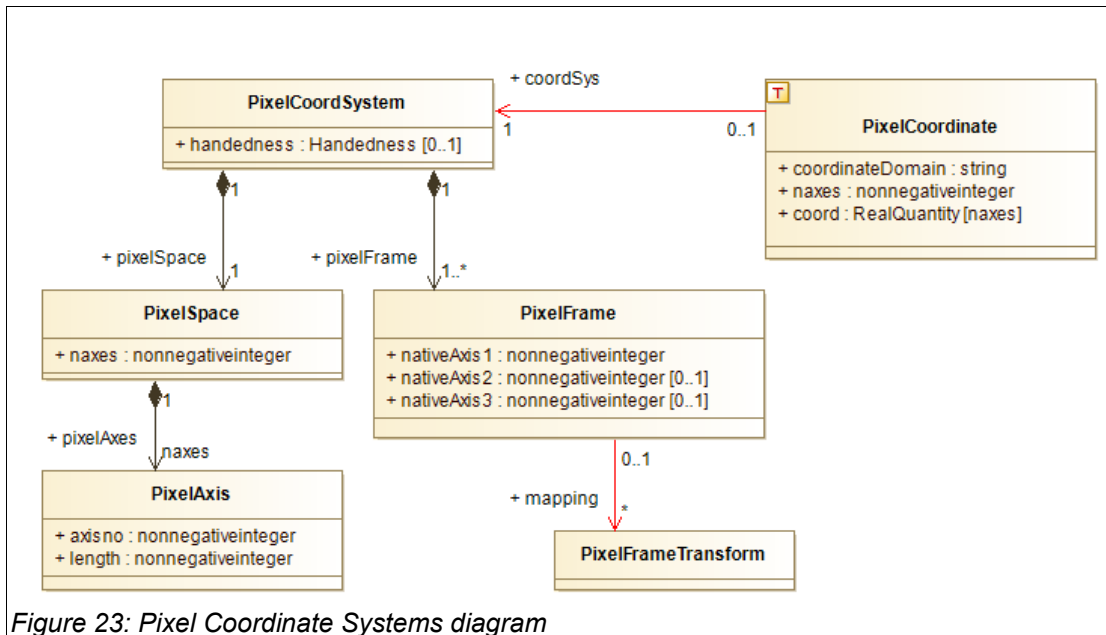 + coordSys
1
0..1
PixelCoordSystem
+ handedness : Handedness [0..1]
T
PixelCoordinate
+ coordinateDomain : string
+ naxes : nonnegativeinteger
+ coord : RealQuantity[naxes]
1
1
+ pixelSpace
1
+ pixelFrame
1..*
PixelSpace
+ naxes : nonnegativeinteger
PixelFrame
+ nativeAxis1 : nonnegativeinteger
+ nativeAxis2 : nonnegativeinteger [0..1]
+ nativeAxis3 : nonnegativeinteger [0..1]
1
+ pixelAxes
naxes
PixelAxis
+ axisno : nonnegativeinteger
+ length : nonnegativeinteger
0..1
+ mapping
*
PixelFrameTransform
Figure 23: Pixel Coordinate Systems diagram